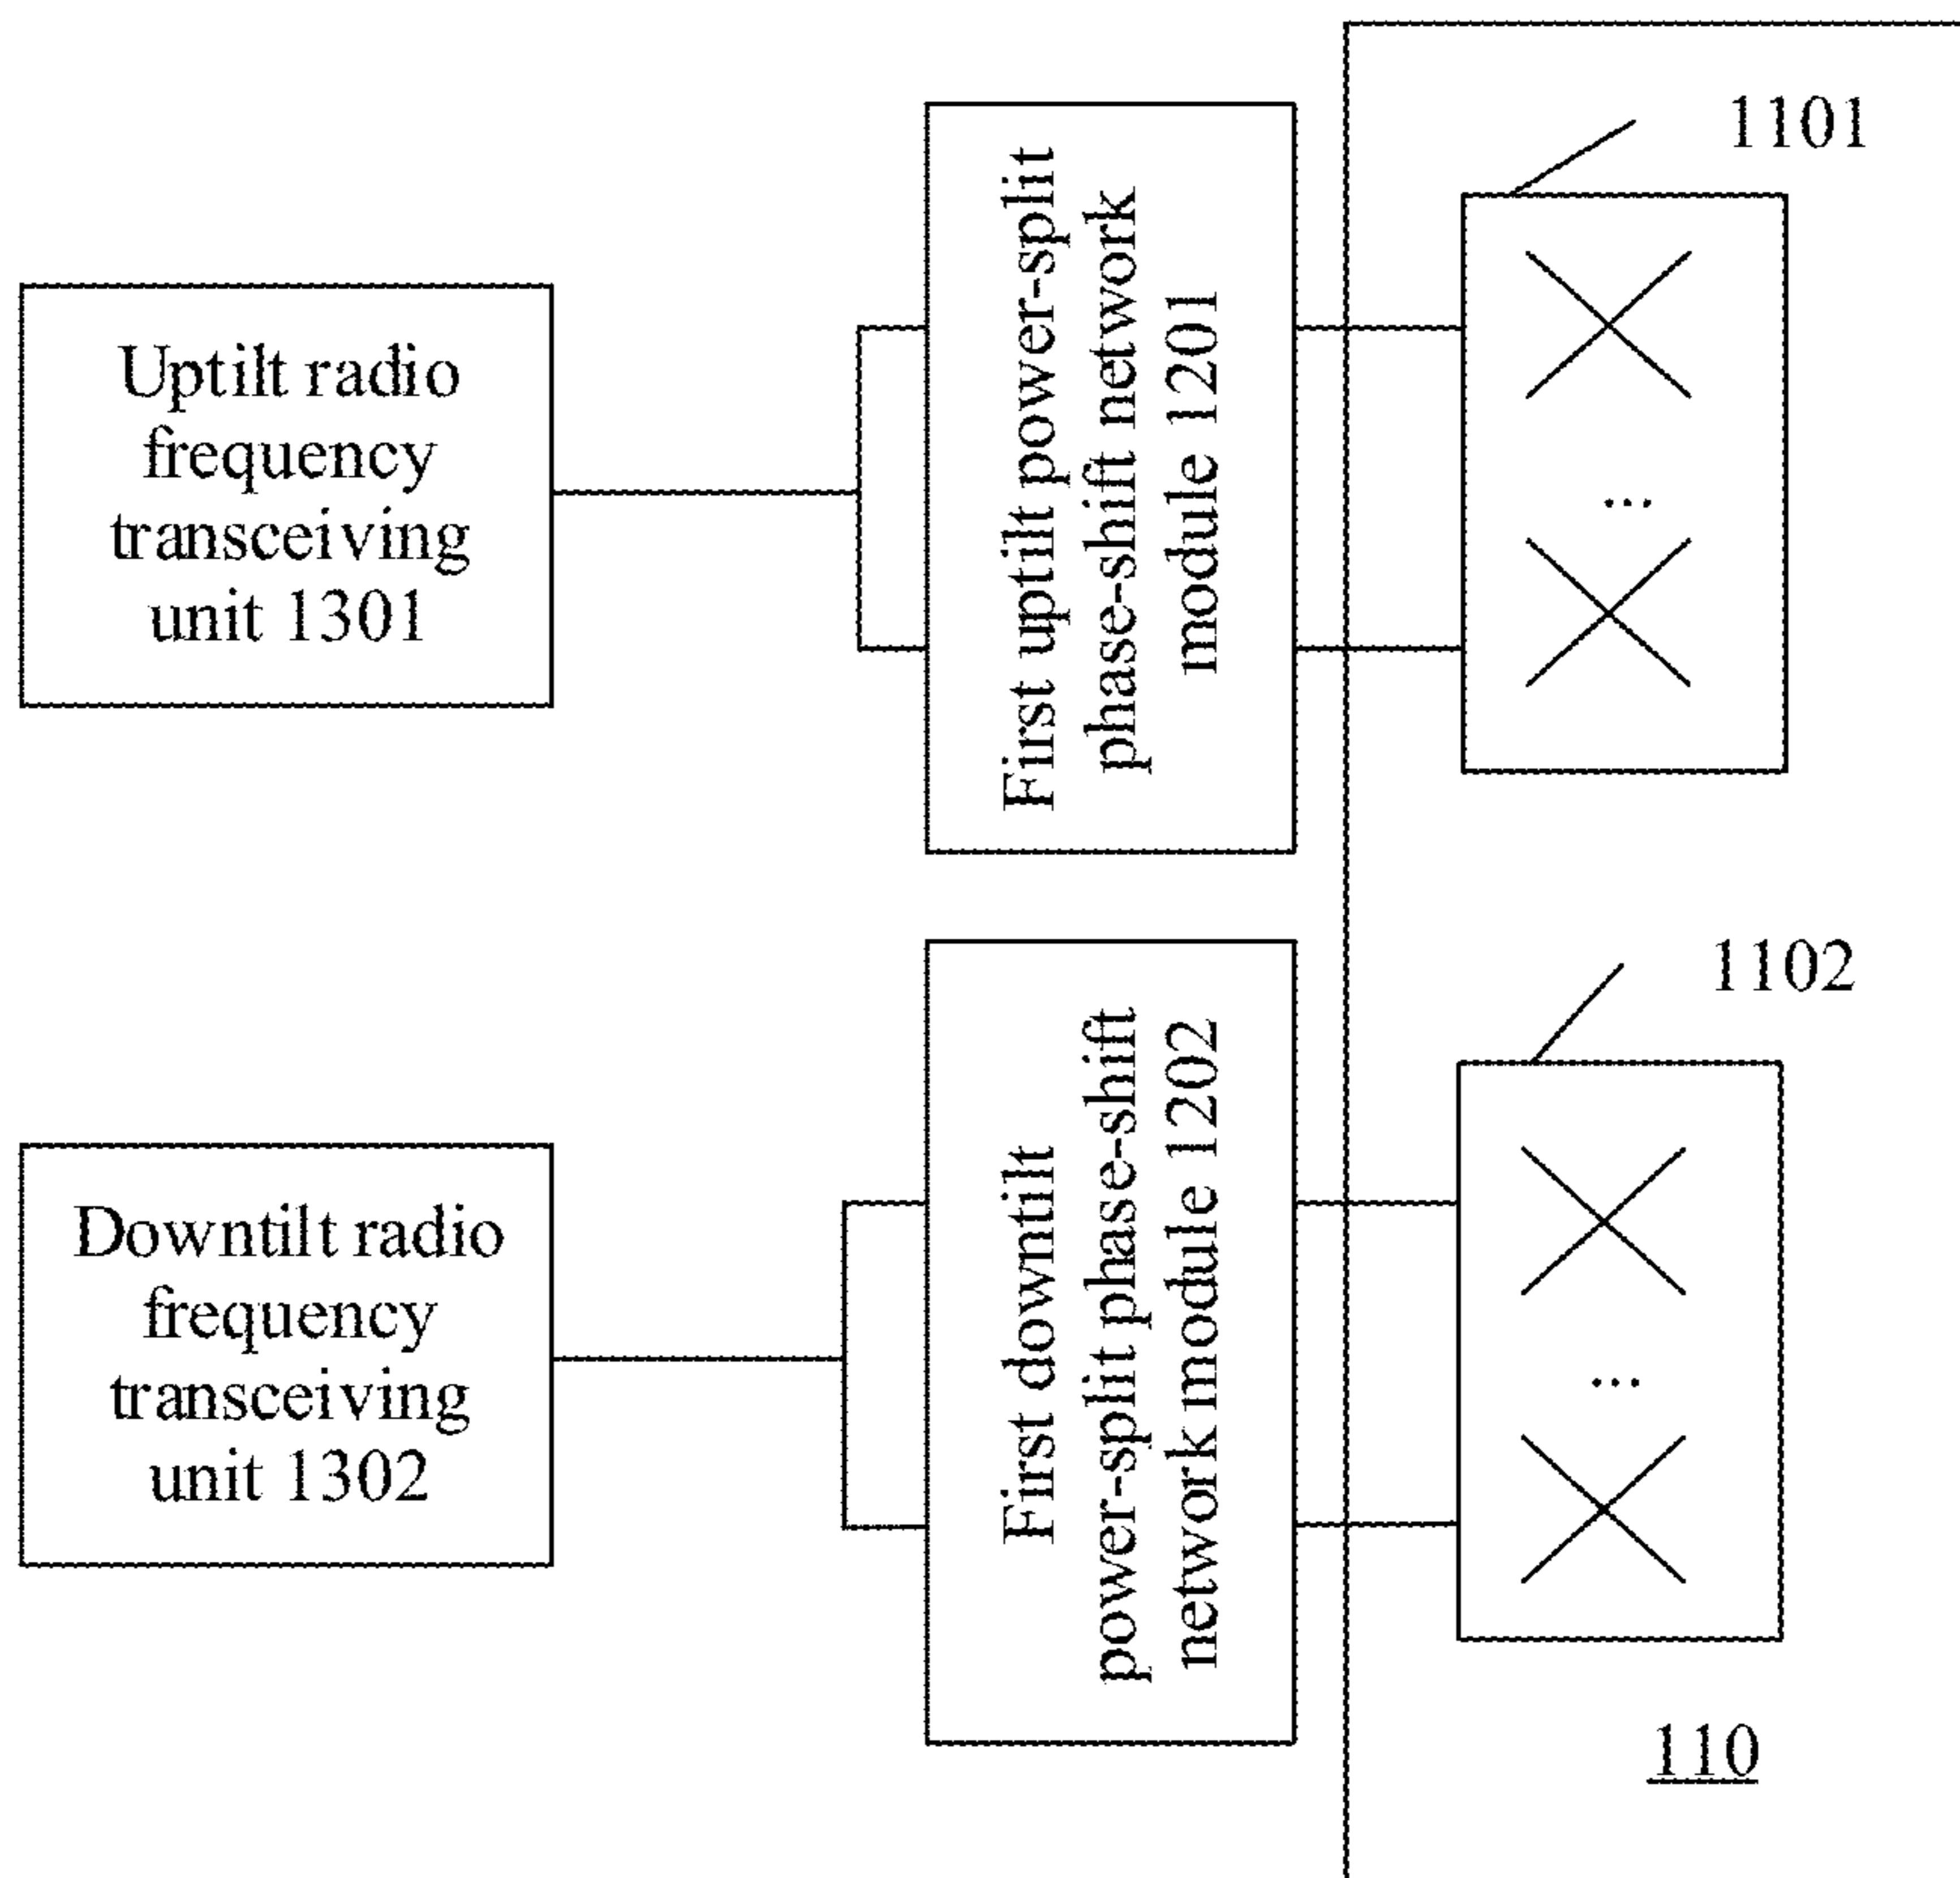 Uptilt radio
frequency
transceiving
unit 1301
First uptilt power-split
phase-shift network
module 1201
1101
...
Downtilt radio
frequency
transceiving
unit 1302
First downtilt
power-split phase-shift
network module 1202
1102
...
110